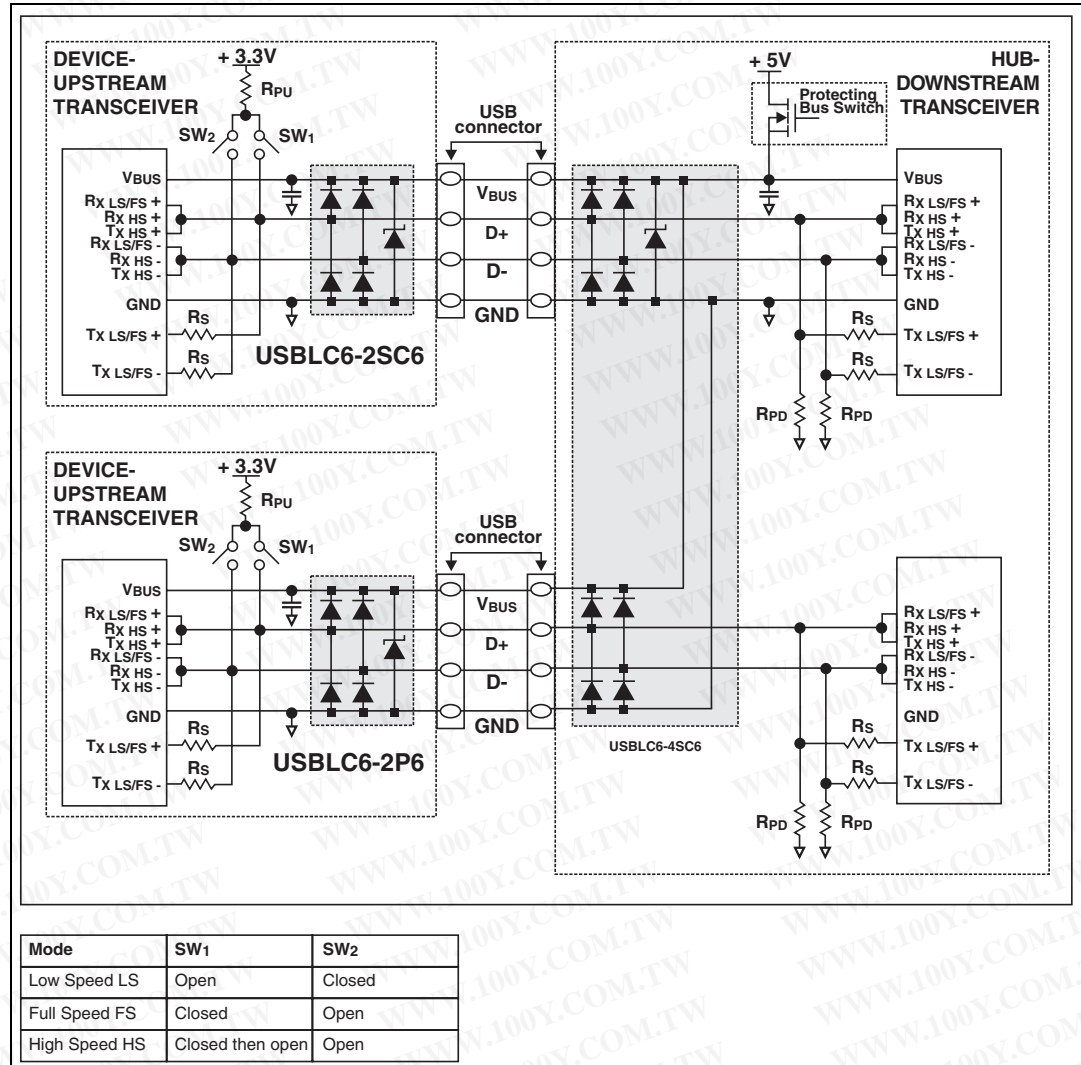 DEVICE-
UPSTREAM
TRANSCEIVER
+ 3.3V
RPU
SW2
SW1
VBUS
RX LS/FS +
RX HS +
TX HS +
RX LS/FS -
RX HS -
TX HS -
GND
TX LS/FS +
TX LS/FS -
RS
RS
USBLC6-2SC6
USB
connector
VBUS
D+
D-
GND
+ 5V
Protecting
Bus Switch
HUB-
DOWNSTREAM
TRANSCEIVER
VBUS
RX LS/FS +
RX HS +
TX HS +
RX LS/FS -
RX HS -
TX HS -
GND
TX LS/FS +
TX LS/FS -
RS
RS
RPD
RPD
DEVICE-
UPSTREAM
TRANSCEIVER
+ 3.3V
RPU
SW2
SW1
VBUS
RX LS/FS +
RX HS +
TX HS +
RX LS/FS -
RX HS -
TX HS -
GND
TX LS/FS +
TX LS/FS -
RS
RS
USBLC6-2P6
USB
connector
VBUS
D+
D-
GND
USBLC6-4SC6
RX LS/FS +
RX HS +
TX HS +
RX LS/FS -
RX HS -
TX HS -
GND
TX LS/FS +
TX LS/FS -
RS
RS
RPD
RPD
Mode SW1 SW2
Low Speed LS Open Closed
Full Speed FS Closed Open
High Speed HS Closed then open Open
WWW.100Y.COM.TW